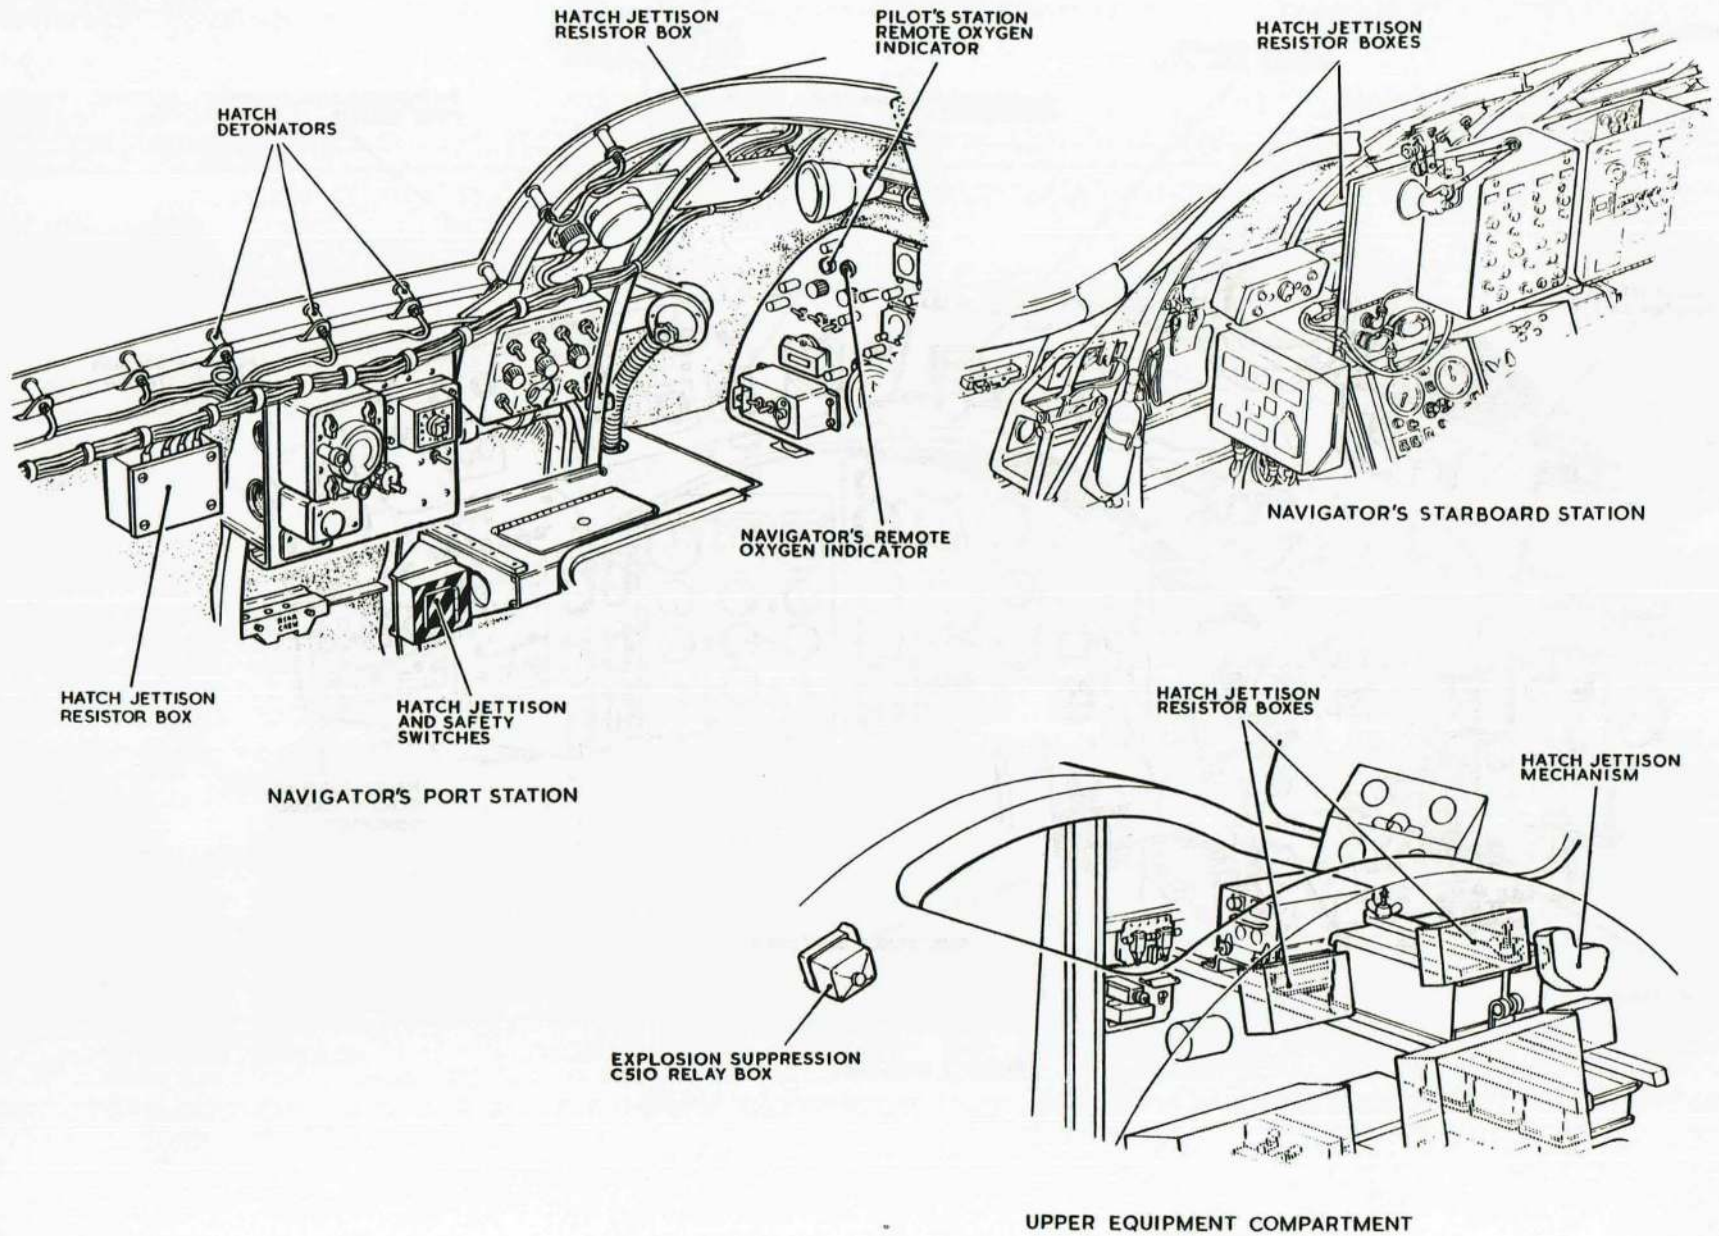 HATCH JETTISON
RESISTOR BOX
PILOT'S STATION
REMOTE OXYGEN
INDICATOR
HATCH JETTISON
RESISTOR BOXES
HATCH
DETONATORS
NAVIGATOR'S REMOTE
OXYGEN INDICATOR
NAVIGATOR'S STARBOARD STATION
REAR
CREW
HATCH JETTISON
RESISTOR BOX
HATCH JETTISON
AND SAFETY
SWITCHES
NAVIGATOR'S PORT STATION
HATCH JETTISON
RESISTOR BOXES
HATCH JETTISON
MECHANISM
EXPLOSION SUPPRESSION
C510 RELAY BOX
UPPER EQUIPMENT COMPARTMENT